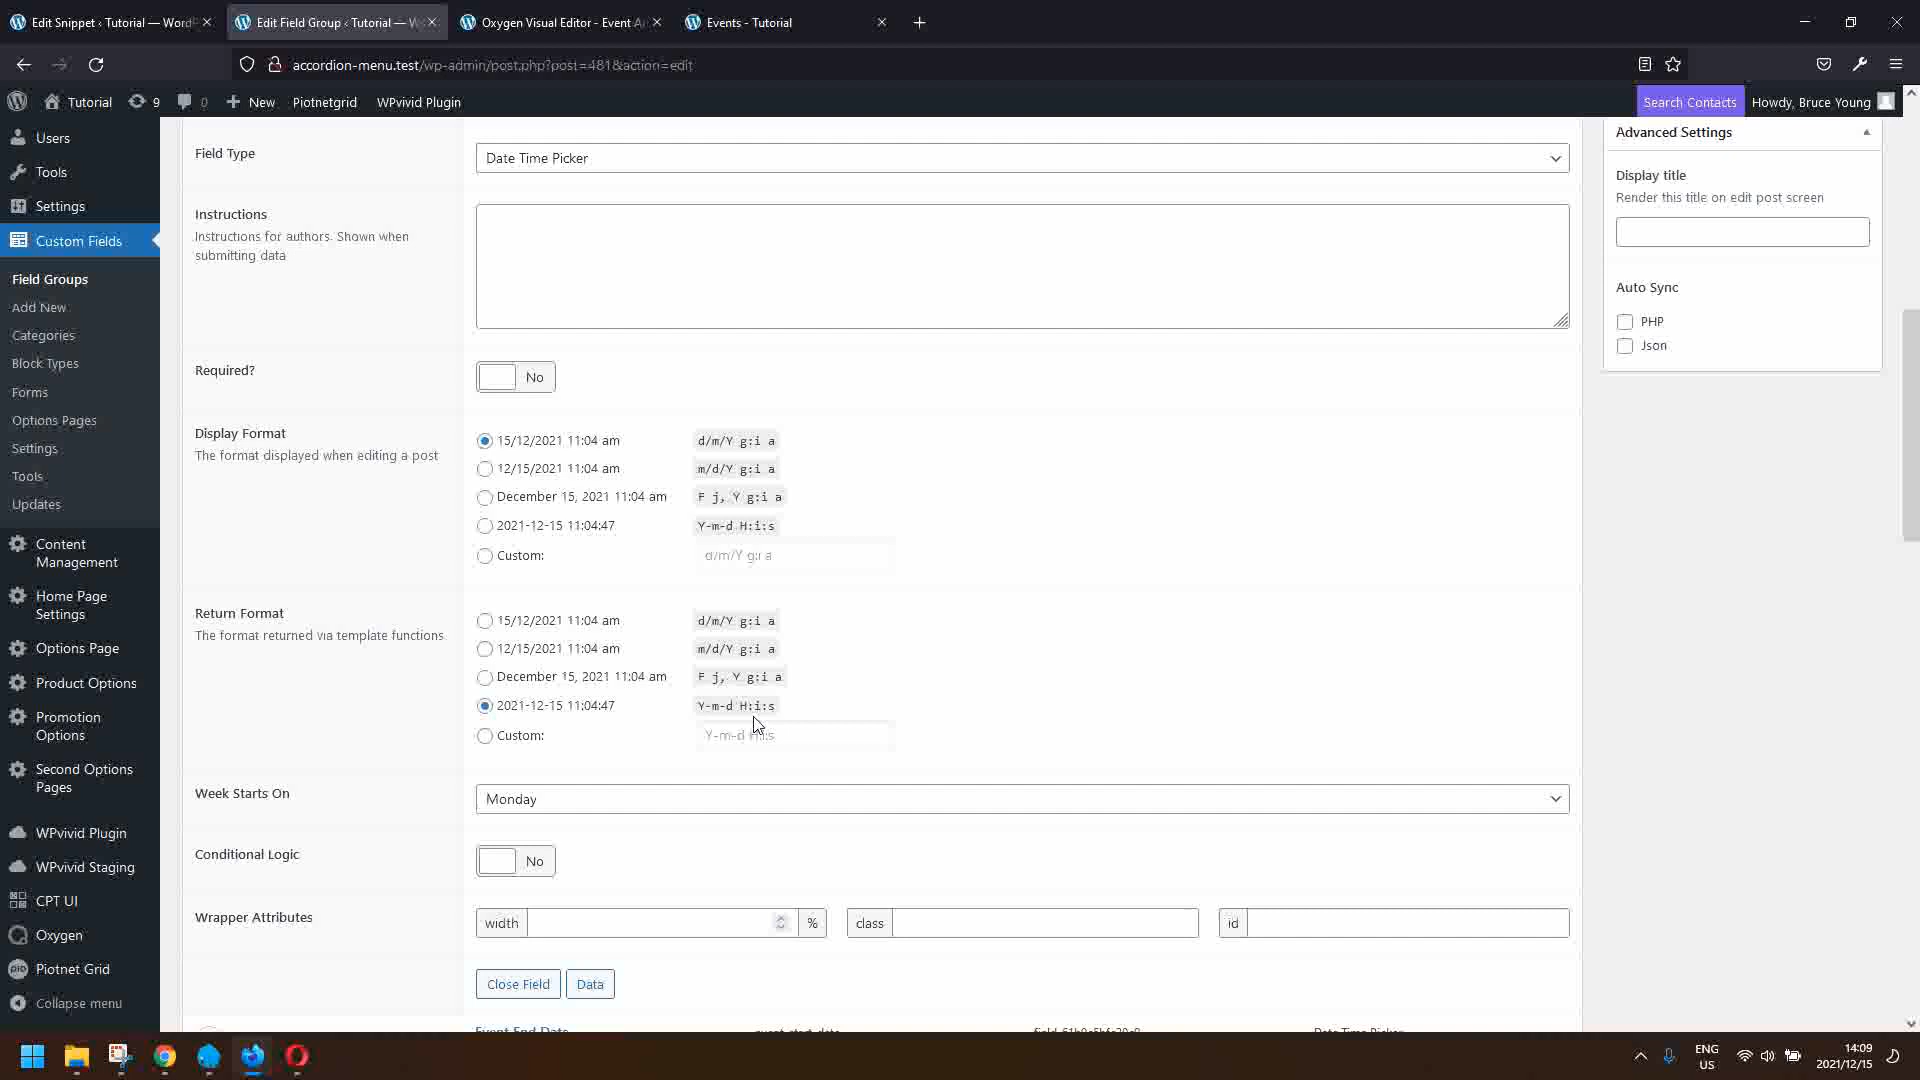 Edit Snippet ‹ Tutorial — WordP
Edit Field Group ‹ Tutorial — W
Oxygen Visual Editor - Event A
Events - Tutorial
accordion-menu.test/wp-admin/post.php?post=481&action=edit
Tutorial
9
0
New
Piotnetgrid
WPvivid Plugin
Search Contacts
Howdy, Bruce Young
Users
Tools
Settings
Custom Fields
Field Groups
Add New
Categories
Block Types
Forms
Options Pages
Settings
Tools
Updates
Content
Management
Home Page
Settings
Options Page
Product Options
Promotion
Options
Second Options
Pages
WPvivid Plugin
WPvivid Staging
CPT UI
Oxygen
Piotnet Grid
Collapse menu
Field Type
Date Time Picker
Instructions
Instructions for authors. Shown when
submitting data
Required?
No
Display Format
The format displayed when editing a post
15/12/2021 11:04 am d/m/Y g:i a
12/15/2021 11:04 am m/d/Y g:i a
December 15, 2021 11:04 am F j, Y g:i a
2021-12-15 11:04:47 Y-m-d H:i:s
Custom: d/m/Y g:i a
Return Format
The format returned via template functions
15/12/2021 11:04 am d/m/Y g:i a
12/15/2021 11:04 am m/d/Y g:i a
December 15, 2021 11:04 am F j, Y g:i a
2021-12-15 11:04:47 Y-m-d H:i:s
Custom: Y-m-d H:i:s
Week Starts On
Monday
Conditional Logic
No
Wrapper Attributes
width %
class
id
Close Field
Data
Event End Date
Date Time Picker
Advanced Settings
Display title
Render this title on edit post screen
Auto Sync
PHP
Json
pio
ENG
US
14:09
2021/12/15